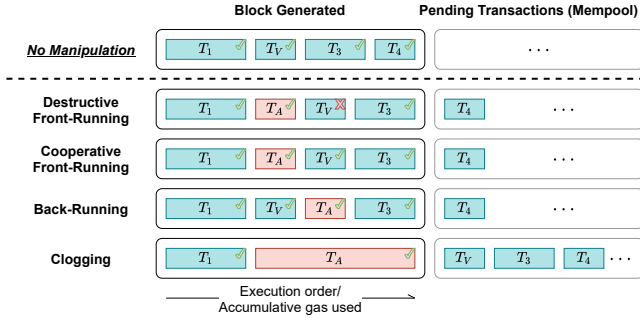 Block Generated Pending Transactions (Mempool)
No Manipulation T1 TV T3 T4 ···
Destructive
Front-Running T1 TA TV T3 T4 ···
Cooperative
Front-Running T1 TA TV T3 T4 ···
Back-Running T1 TV TA T3 T4 ···
Clogging T1 TA TV T3 T4 ···
Execution order/
Accumulative gas used